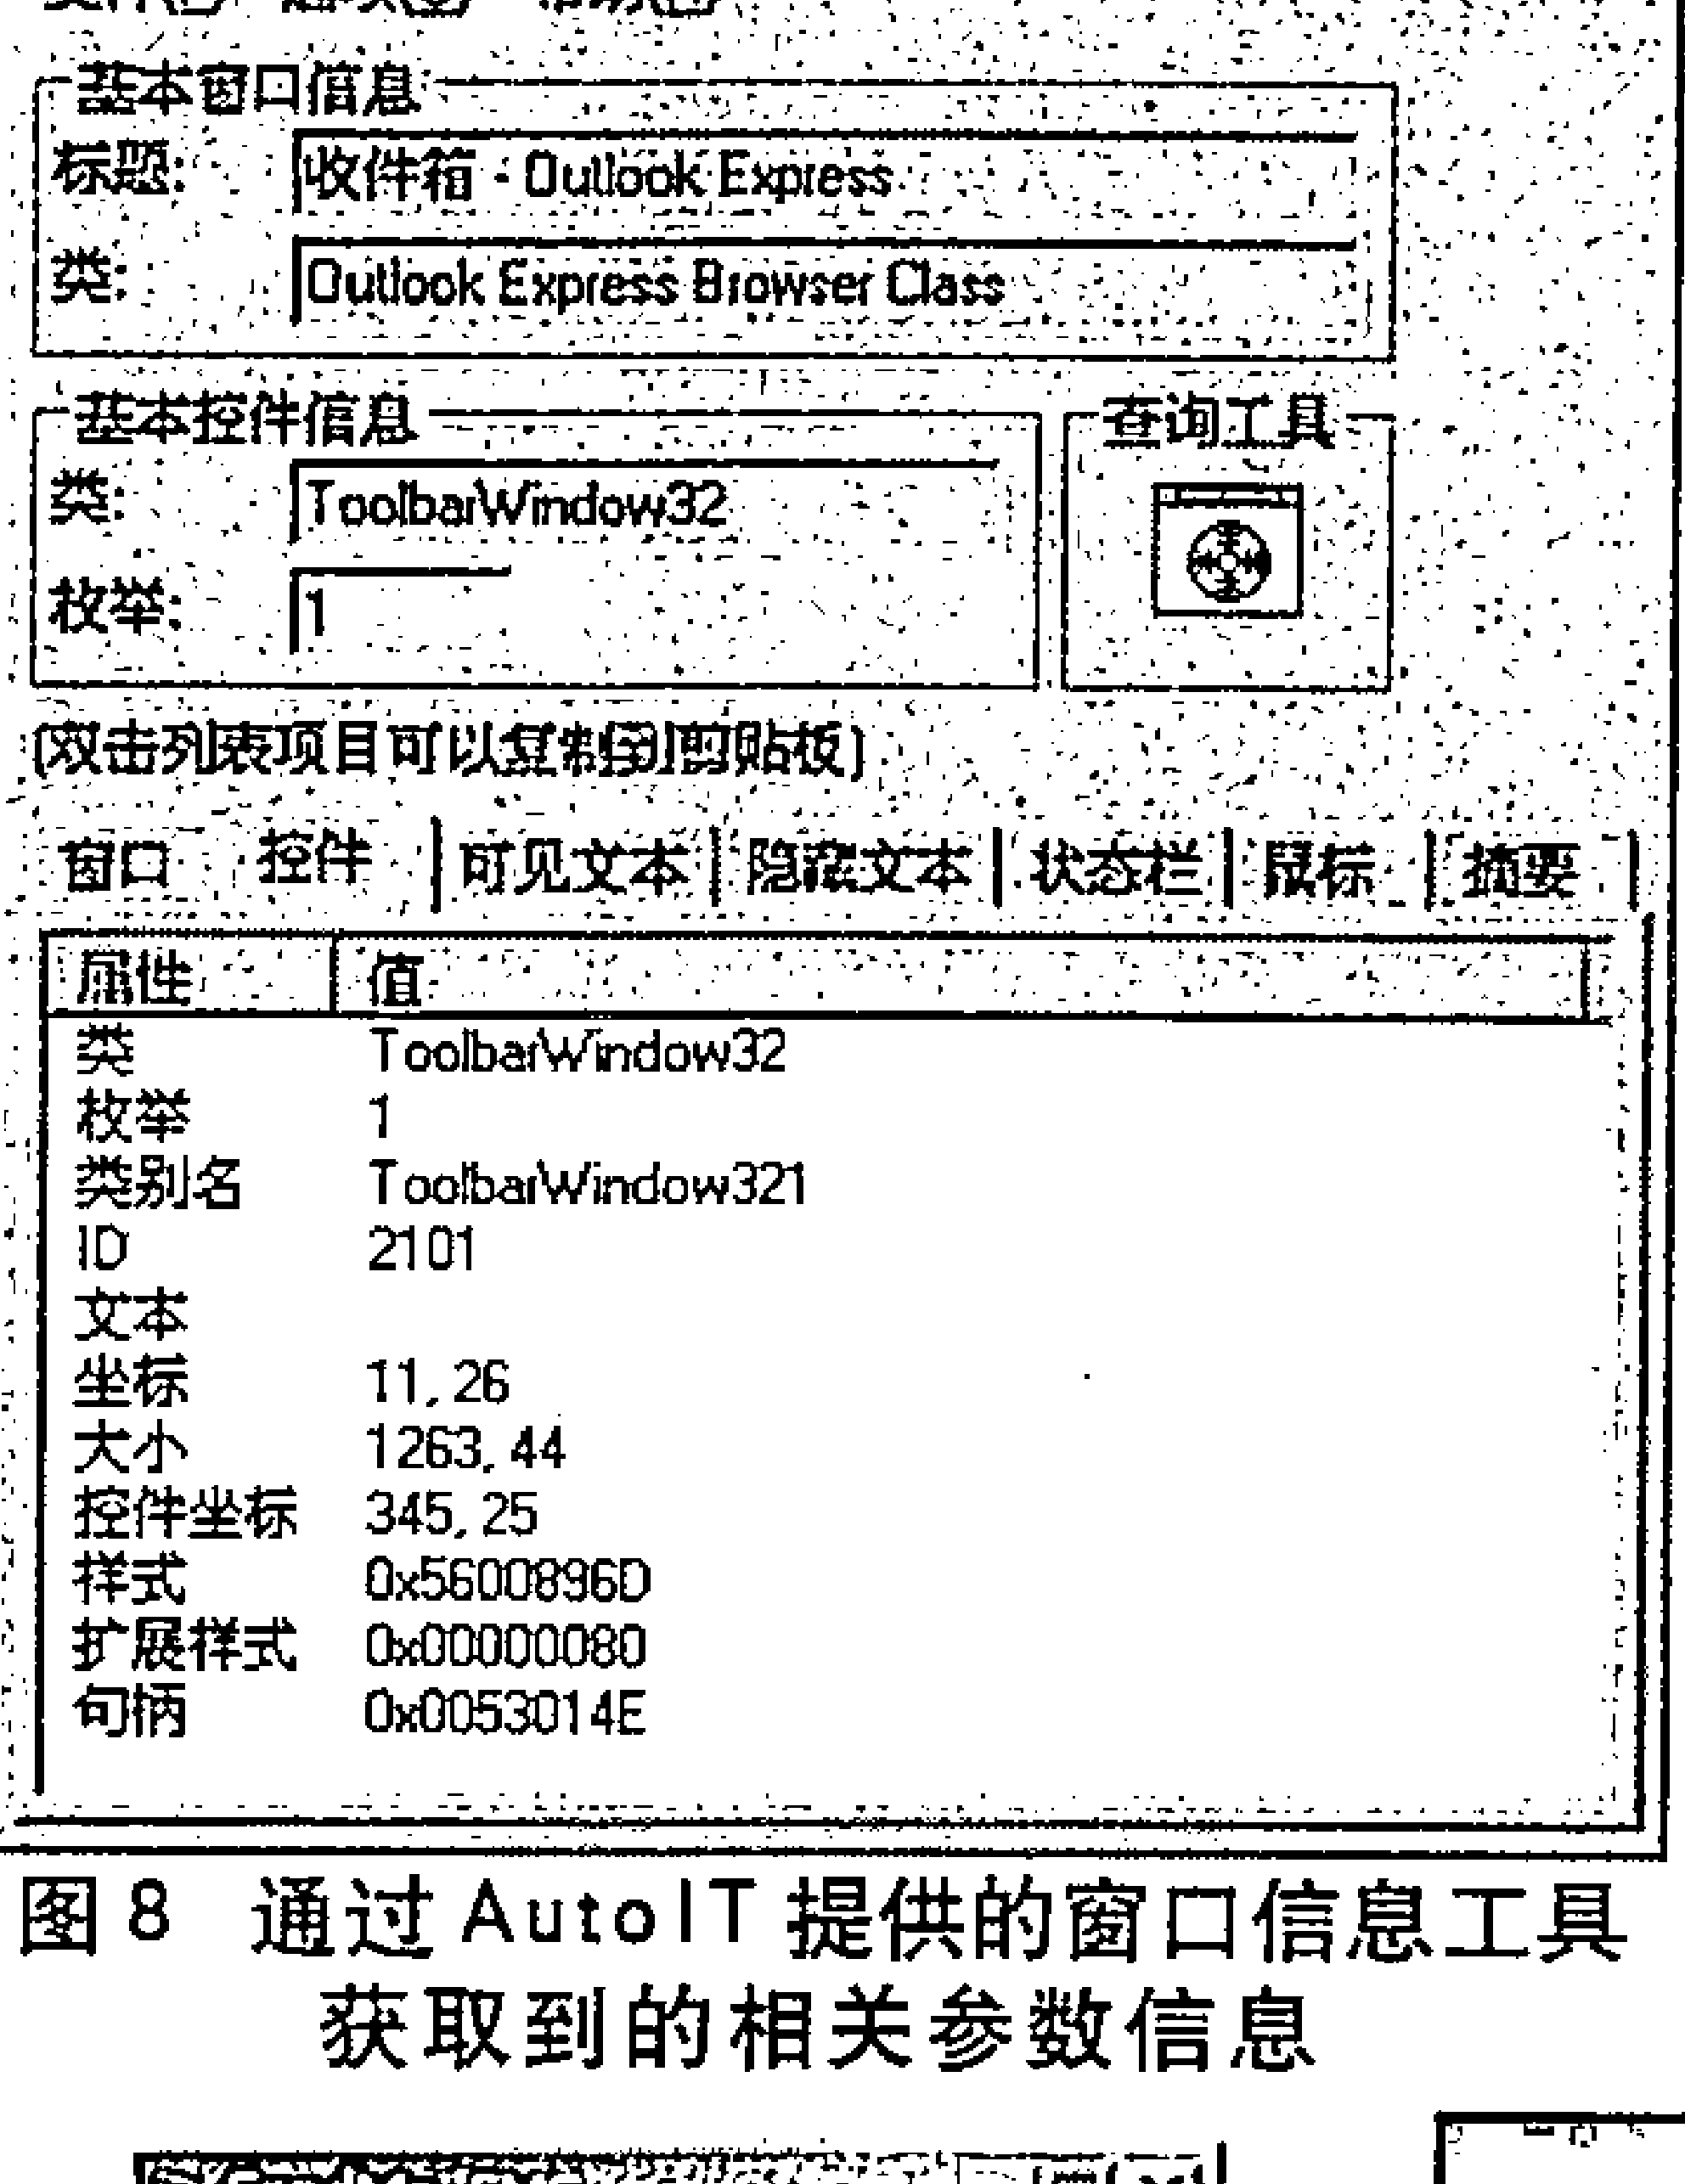 基本窗口信息
标题: 收件箱 - Outlook Express
类: Outlook Express Browser Class
基本控件信息 查询工具
类: ToolbarWindow32
枚举: 1
(双击列表项目可以复制到剪贴板)
窗口 控件 可见文本 隐藏文本 状态栏 鼠标 摘要
属性 值
类 ToolbarWindow32
枚举 1
类别名 ToolbarWindow321
ID 2101
文本
坐标 11, 26
大小 1263, 44
控件坐标 345, 25
样式 0x5600896D
扩展样式 0x00000080
句柄 0x0053014E
图 8 通过 AutoIT 提供的窗口信息工具
获取到的相关参数信息